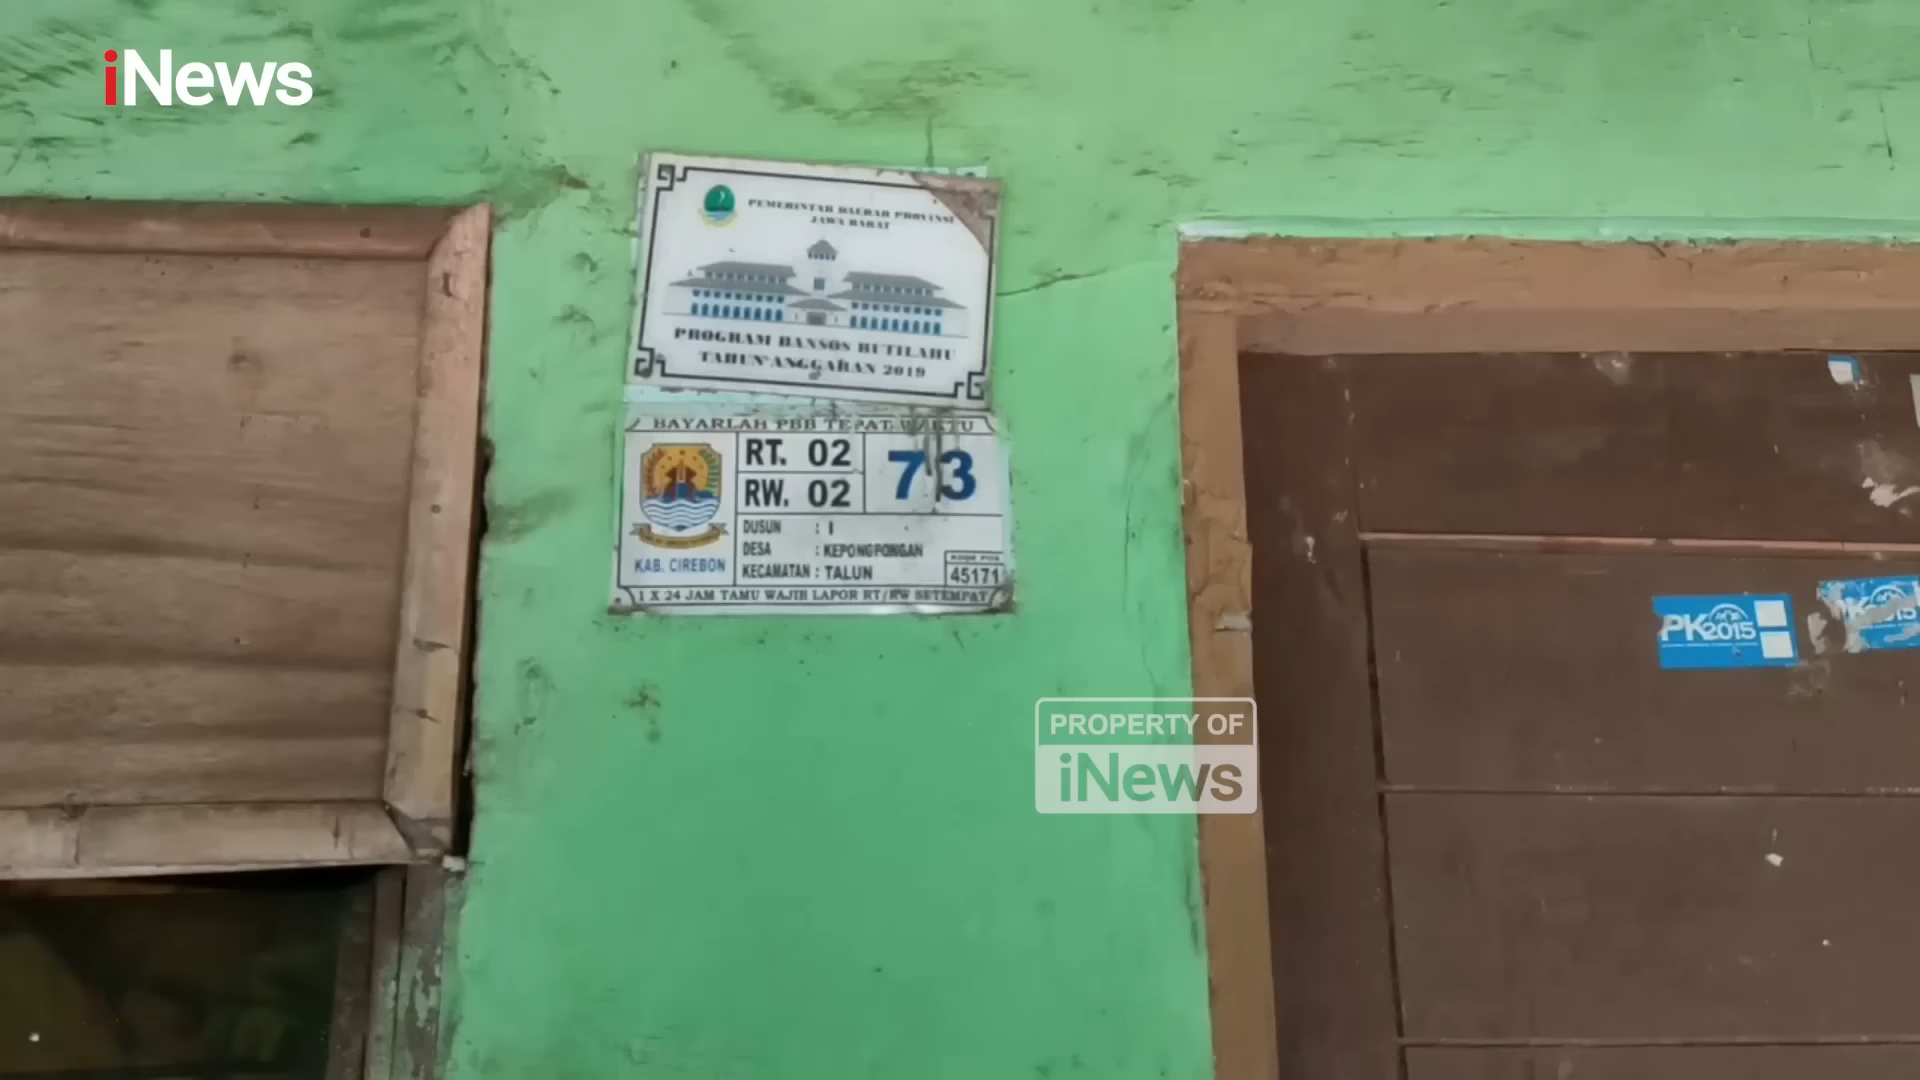 iNews
PEMERINTAH DAERAH PROVINSI
JAWA BARAT
PROGRAM BANSOS RUTILAHU
TAHUN ANGGARAN 2019
BAYARLAH PBB TEPAT WAKTU
RT. 02
RW. 02
73
DUSUN : I
DESA : KEPONGPONGAN
KECAMATAN : TALUN
KAB. CIREBON
KODE POS
45171
1 X 24 JAM TAMU WAJIB LAPOR RT/RW SETEMPAT
PK2015
PROPERTY OF
iNews